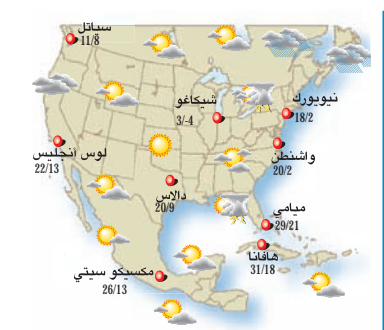 سياتل
11/8
شيكاغو
3/-4
نيويورك
18/2
لوس أنجليس
22/13
واشنطن
20/2
دالاس
20/9
ميامي
29/21
هافانا
31/18
مكسيكو سيتي
26/13